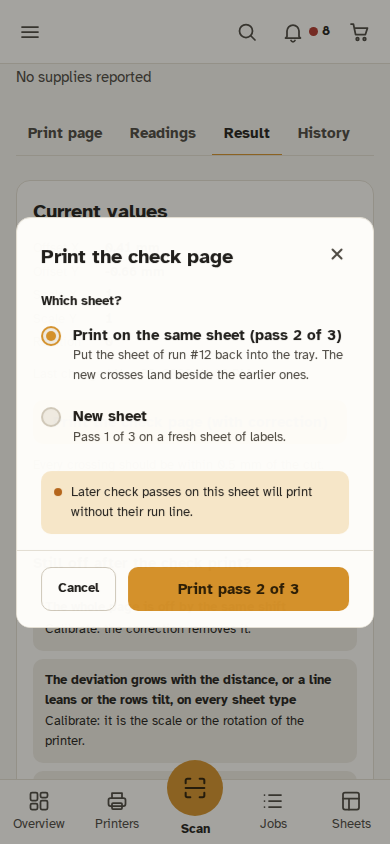 8
No supplies reported
Print page Readings Result History
Current values
Print the check page
Which sheet?
Print on the same sheet (pass 2 of 3)
Put the sheet of run #12 back into the tray. The
new crosses land beside the earlier ones.
New sheet
Pass 1 of 3 on a fresh sheet of labels.
Later check passes on this sheet will print
without their run line.
Cancel
Print pass 2 of 3
Calibrate: the correction removes it.
The deviation grows with the distance, or a line
leans or the rows tilt, on every sheet type
Calibrate: it is the scale or the rotation of the
printer.
Overview Printers Scan Jobs Sheets